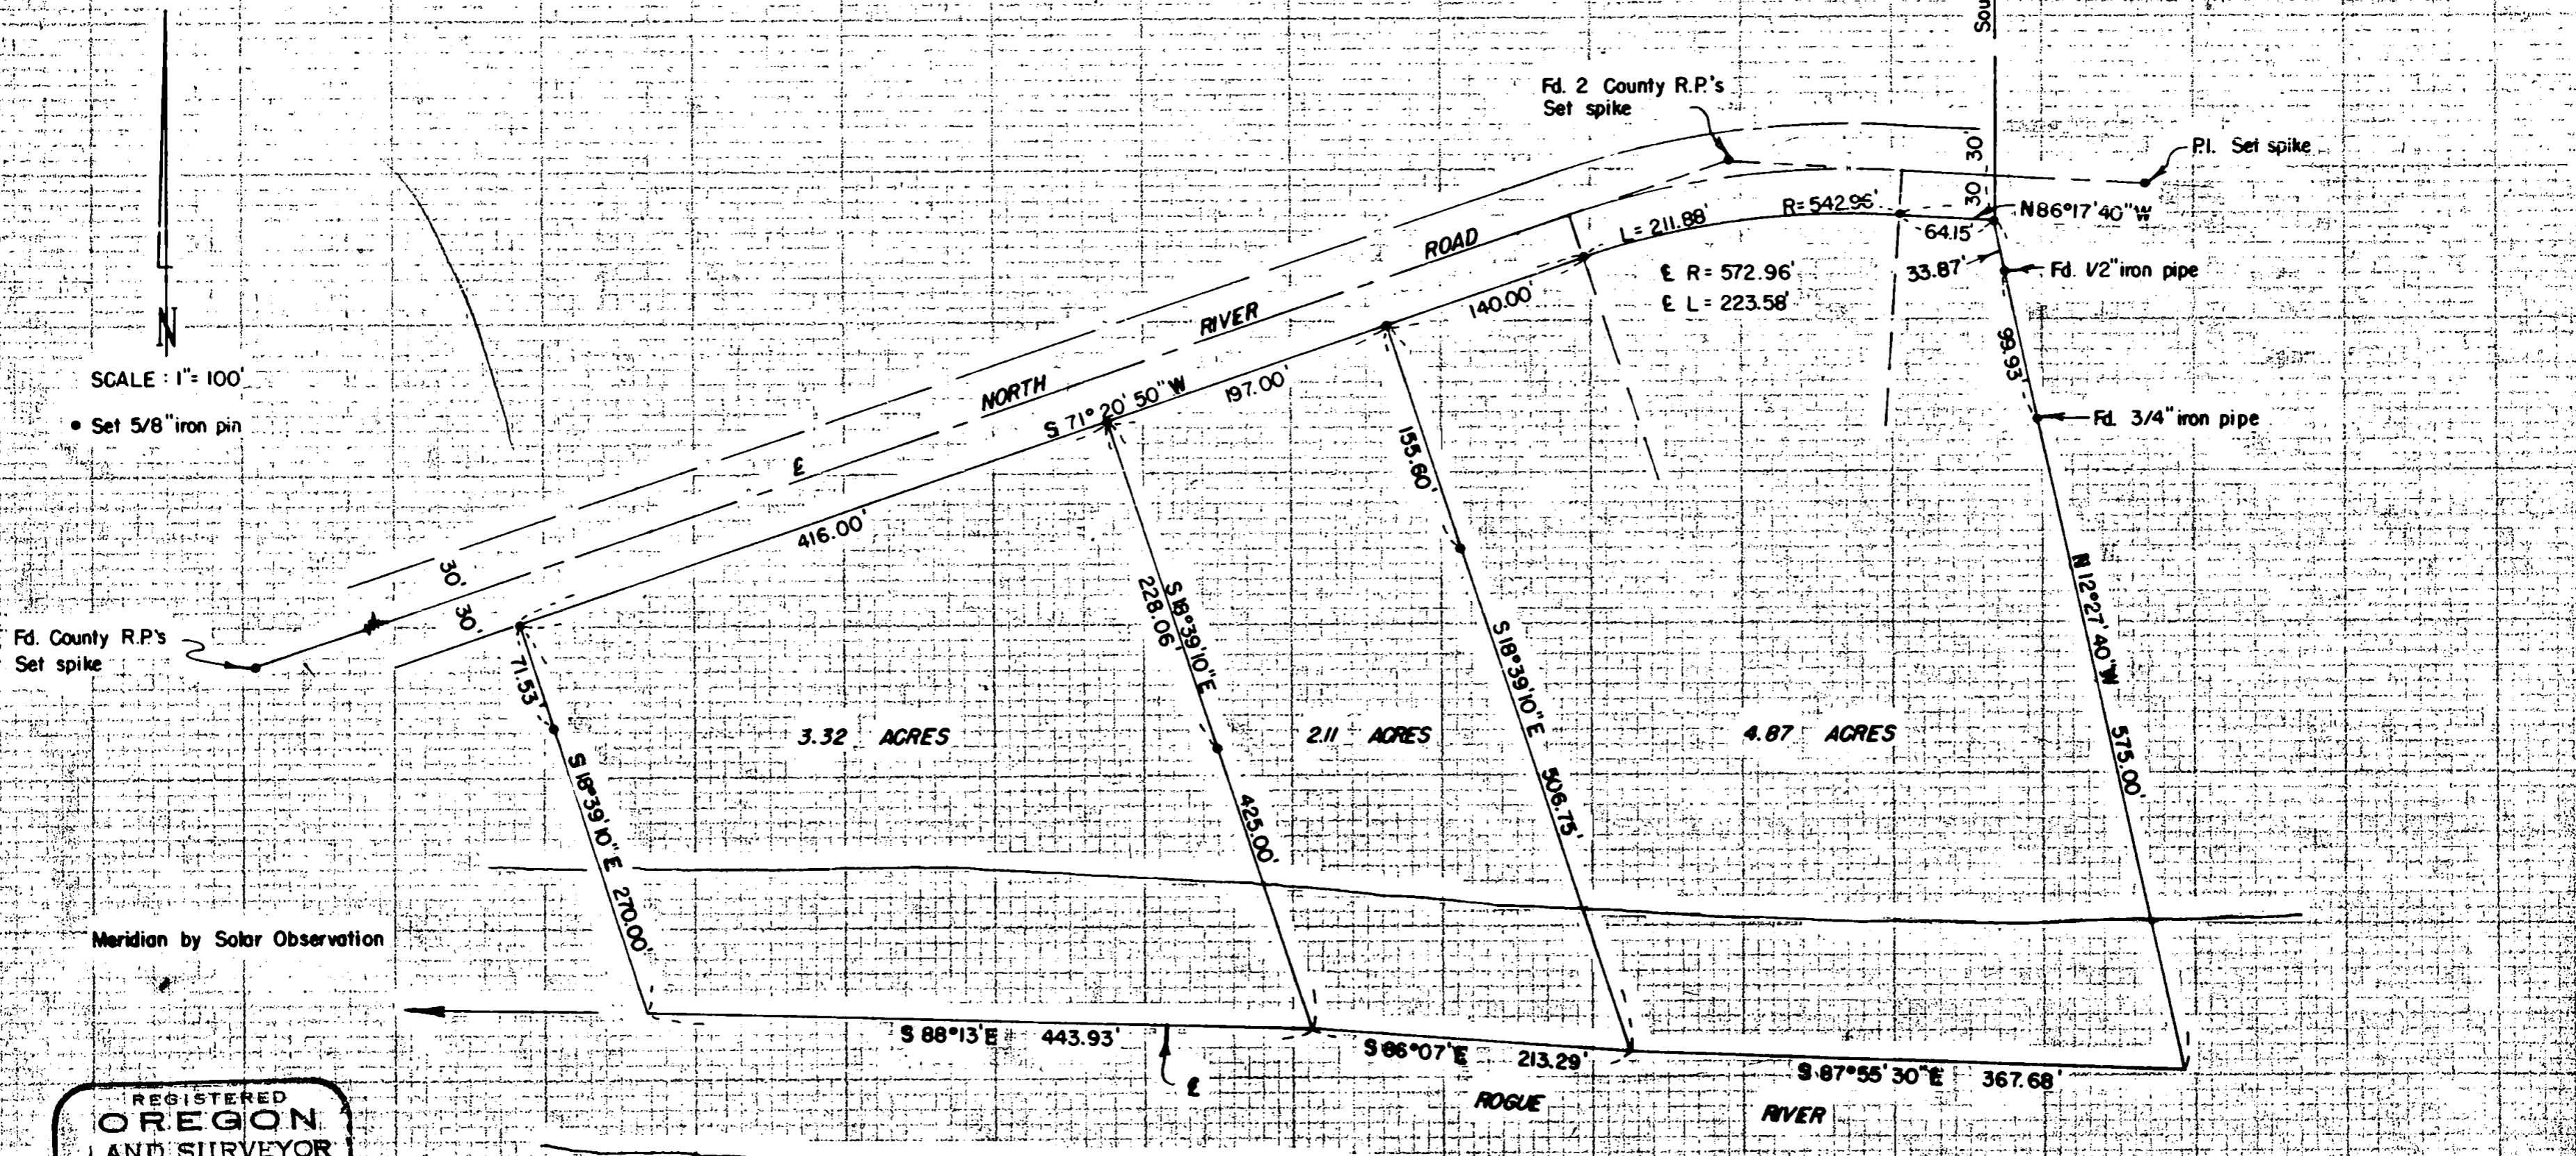 Sou
Fd. 2 County R.P.'s
Set spike
30'
30'
P.I. Set spike
N86°17'40"W
64.15'
R=542.96'
L=211.88'
33.87'
Fd. 1/2" iron pipe
℄ R=572.96'
℄ L=223.58'
99.93'
Fd. 3/4" iron pipe
NORTH RIVER ROAD
140.00'
197.00'
S 71° 20' 50" W
℄
416.00'
N
SCALE : 1"= 100'
• Set 5/8" iron pin
30'
30'
Fd. County R.P.'s
Set spike
71.53'
S 18°39'10" E 270.00'
3.32 ACRES
S 18°39'10" E
228.06'
425.00'
2.11 ACRES
155.60'
S 18°39'10" E 506.75'
4.87 ACRES
N 12°27'40" W 575.00'
Meridian by Solar Observation
S 88°13' E 443.93'
℄
S 86°07' E 213.29'
S 87°55'30" E 367.68'
ROGUE RIVER
REGISTERED
OREGON
LAND SURVEYOR